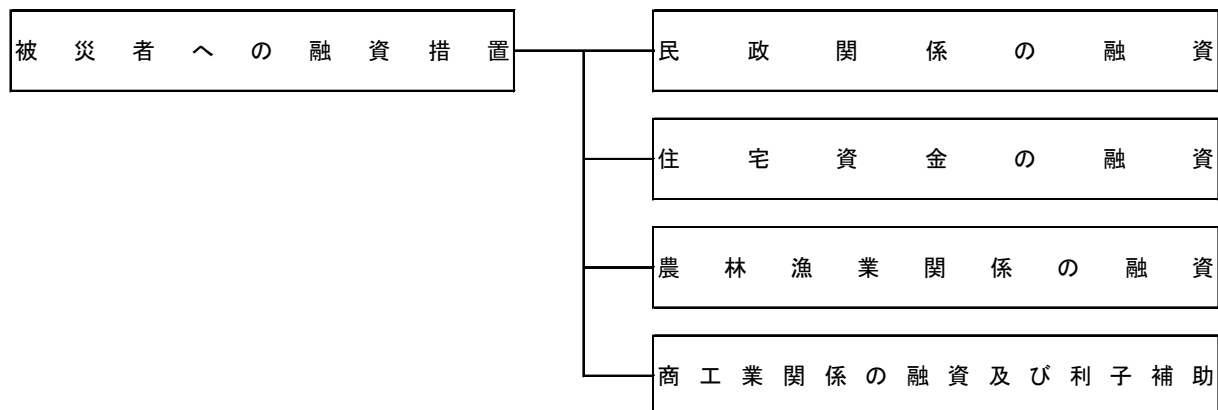 被災者への融資措置
民政関係の融資
住宅資金の融資
農林漁業関係の融資
商工業関係の融資及び利子補助